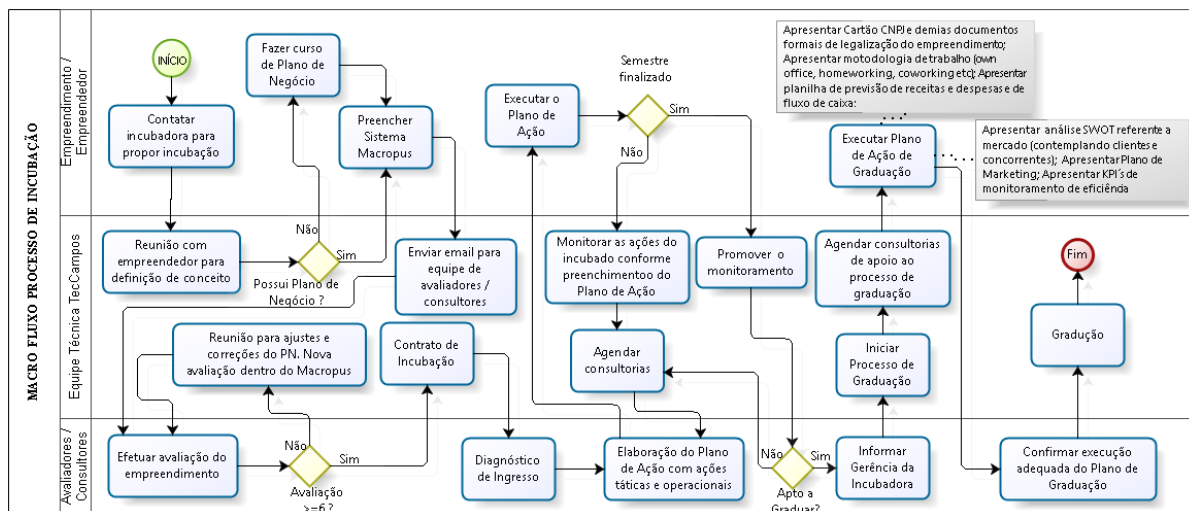 MACRO FLUXO PROCESSO DE INCUBAÇÃO
Empreendimento /
Empreendedor
INÍCIO
Contatar
incubadora para
propor incubação
Fazer curso
de Plano de
Negócio
Preencher
Sistema
Macropus
Executar o
Plano de
Ação
Semestre
finalizado
Sim
Não
Apresentar Cartão CNPJ e demias documentos
formais de legalização do empreendimento;
Apresentar motodologia de trabalho (own
office, homeworking, coworking etc); Apresentar
planilha de previsão de receitas e despesas e de
fluxo de caixa:
Executar Plano
de Ação de
Graduação
Apresentar análise SWOT referente a
mercado (contemplando clientes e
concorrentes); Apresentar Plano de
Marketing; Apresentar KPI´s de
monitoramento de eficiência
Equipe Técnica TecCampos
Reunião com
empreendedor para
definição de conceito
Não
Sim
Possui Plano de
Negócio ?
Enviar email para
equipe de
avaliadores /
consultores
Monitorar as ações do
incubado conforme
preenchimentoo do
Plano de Ação
Promover o
monitoramento
Agendar consultorias
de apoio ao
processo de
graduação
Fim
Reunião para ajustes e
correções do PN. Nova
avaliação dentro do Macropus
Contrato de
Incubação
Agendar
consultorias
Iniciar
Processo de
Graduação
Gradução
Avaliadores /
Consultores
Efetuar avaliação do
empreendimento
Não
Sim
Avaliação
>=6 ?
Diagnóstico
de Ingresso
Elaboração do Plano
de Ação com ações
táticas e operacionais
Não
Sim
Apto a
Graduar?
Informar
Gerência da
Incubadora
Confirmar execução
adequada do Plano de
Graduação